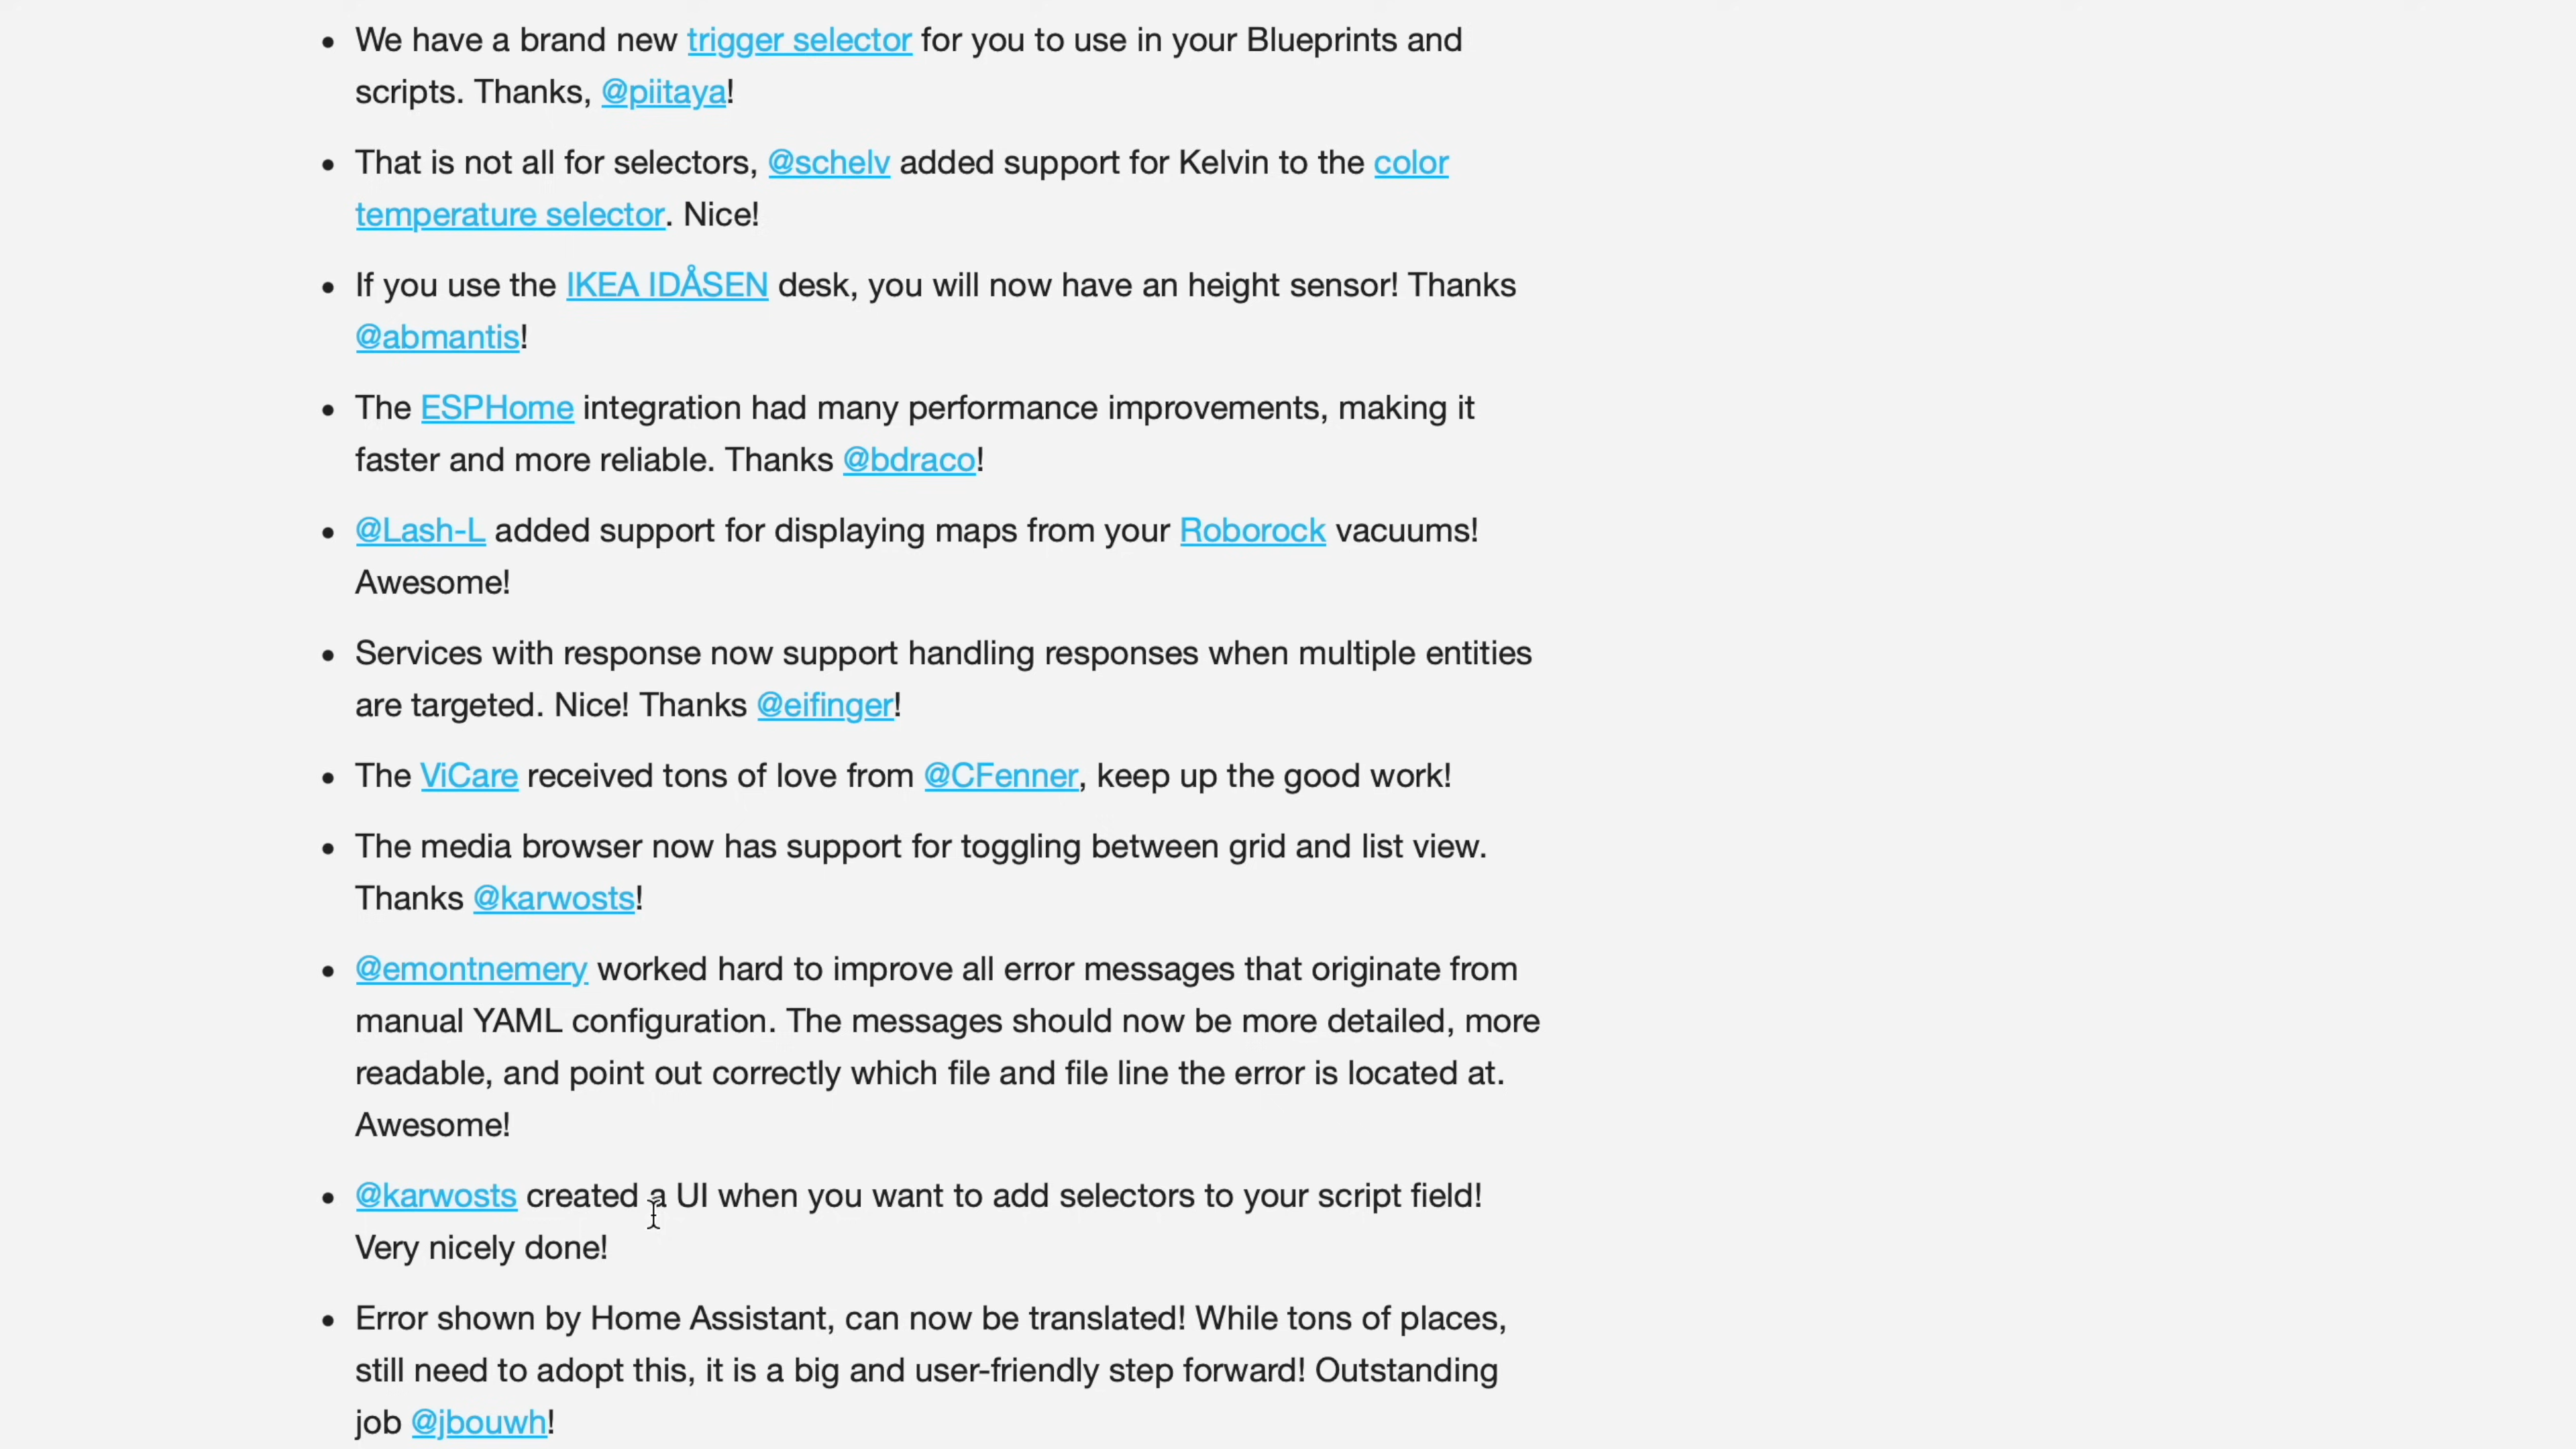 We have a brand new trigger selector for you to use in your Blueprints and
scripts. Thanks, @piitaya!
That is not all for selectors, @schelv added support for Kelvin to the color
temperature selector. Nice!
If you use the IKEA IDÅSEN desk, you will now have an height sensor! Thanks
@abmantis!
The ESPHome integration had many performance improvements, making it
faster and more reliable. Thanks @bdraco!
@Lash-L added support for displaying maps from your Roborock vacuums!
Awesome!
Services with response now support handling responses when multiple entities
are targeted. Nice! Thanks @eifinger!
The ViCare received tons of love from @CFenner, keep up the good work!
The media browser now has support for toggling between grid and list view.
Thanks @karwosts!
@emontnemery worked hard to improve all error messages that originate from
manual YAML configuration. The messages should now be more detailed, more
readable, and point out correctly which file and file line the error is located at.
Awesome!
@karwosts created a UI when you want to add selectors to your script field!
Very nicely done!
Error shown by Home Assistant, can now be translated! While tons of places,
still need to adopt this, it is a big and user-friendly step forward! Outstanding
job @jbouwh!